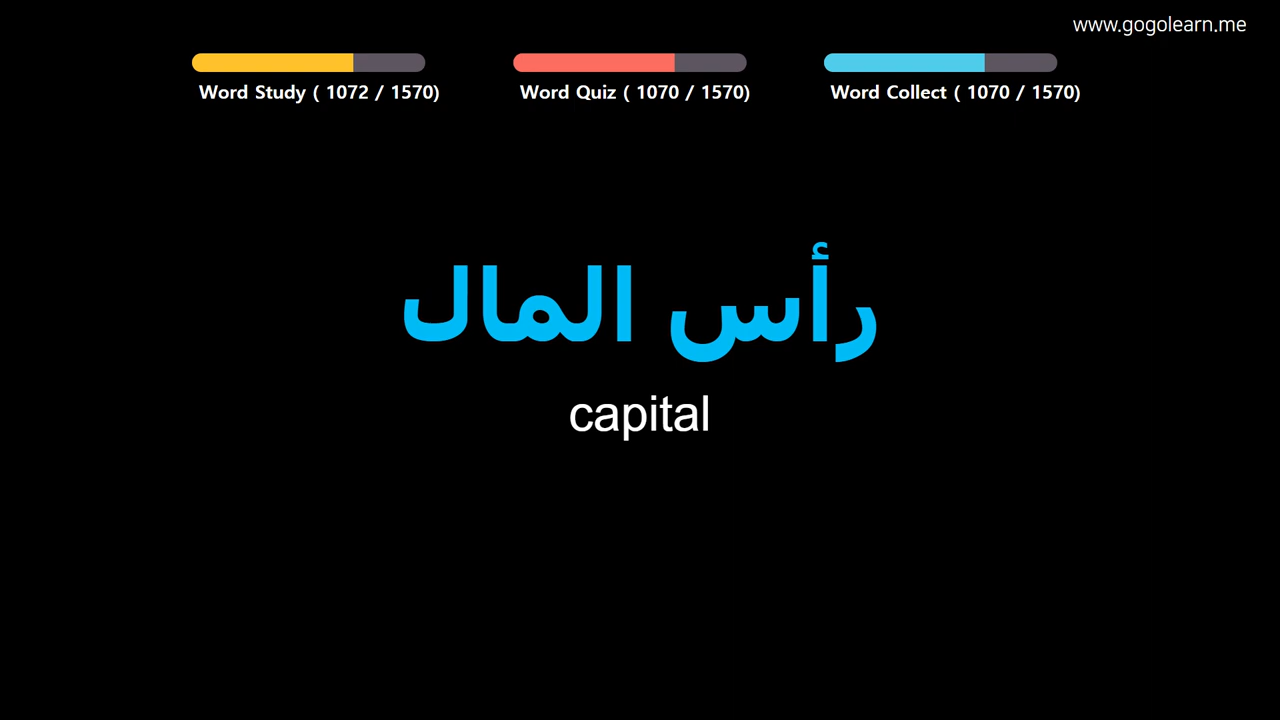 www.gogolearn.me
Word Study ( 1072 / 1570)
Word Quiz ( 1070 / 1570)
Word Collect ( 1070 / 1570)
رأس المال
capital